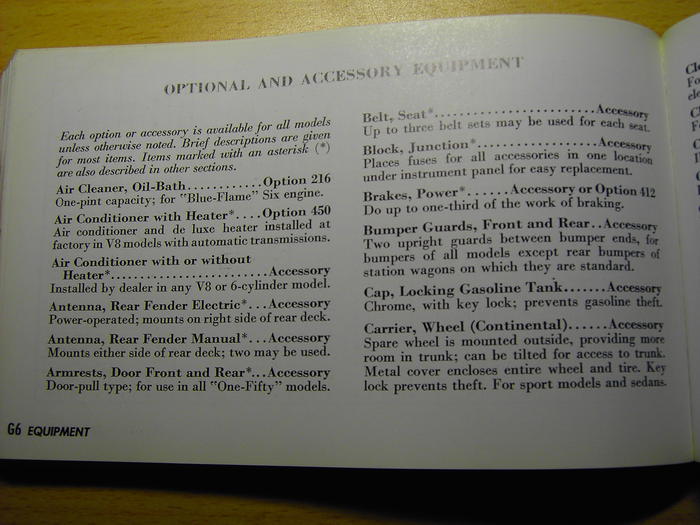 OPTIONAL AND ACCESSORY EQUIPMENT
Each option or accessory is available for all models
unless otherwise noted. Brief descriptions are given
for most items. Items marked with an asterisk (*)
are also described in other sections.
Air Cleaner, Oil-Bath............Option 216
One-pint capacity; for "Blue-Flame" Six engine.
Air Conditioner with Heater*....Option 450
Air conditioner and de luxe heater installed at
factory in V8 models with automatic transmissions.
Air Conditioner with or without
Heater*........................Accessory
Installed by dealer in any V8 or 6-cylinder model.
Antenna, Rear Fender Electric*...Accessory
Power-operated; mounts on right side of rear deck.
Antenna, Rear Fender Manual*...Accessory
Mounts either side of rear deck; two may be used.
Armrests, Door Front and Rear*...Accessory
Door-pull type; for use in all "One-Fifty" models.
G6 EQUIPMENT
Belt, Seat*........................Accessory
Up to three belt sets may be used for each seat.
Block, Junction*..................Accessory
Places fuses for all accessories in one location
under instrument panel for easy replacement.
Brakes, Power*......Accessory or Option 412
Do up to one-third of the work of braking.
Bumper Guards, Front and Rear..Accessory
Two upright guards between bumper ends, for
bumpers of all models except rear bumpers of
station wagons on which they are standard.
Cap, Locking Gasoline Tank.......Accessory
Chrome, with key lock; prevents gasoline theft.
Carrier, Wheel (Continental)......Accessory
Spare wheel is mounted outside, providing more
room in trunk; can be tilted for access to trunk.
Metal cover encloses entire wheel and tire. Key
lock prevents theft. For sport models and sedans.